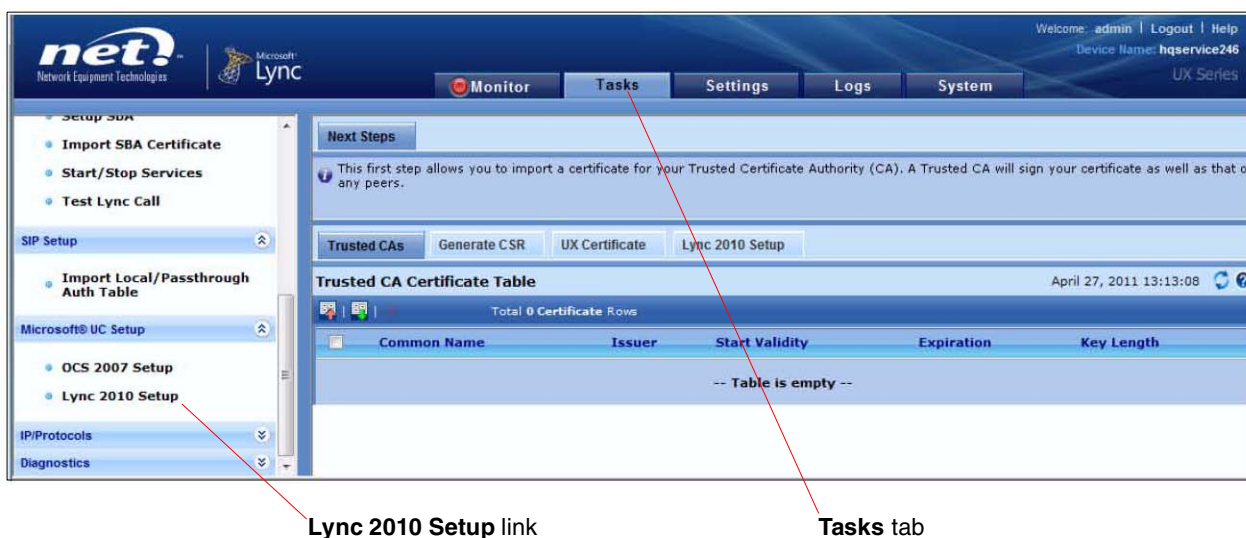 Welcome: admin | Logout | Help
net.
Network Equipment Technologies
Microsoft
Lync
Device Name: hqservice246
UX Series
Monitor
Tasks
Settings
Logs
System
Setup SBA
Import SBA Certificate
Start/Stop Services
Test Lync Call
SIP Setup
Import Local/Passthrough
Auth Table
Microsoft® UC Setup
OCS 2007 Setup
Lync 2010 Setup
IP/Protocols
Diagnostics
Next Steps
This first step allows you to import a certificate for your Trusted Certificate Authority (CA). A Trusted CA will sign your certificate as well as that
any peers.
Trusted CAs
Generate CSR
UX Certificate
Lync 2010 Setup
Trusted CA Certificate Table
April 27, 2011 13:13:08
Total 0 Certificate Rows
Common Name
Issuer
Start Validity
Expiration
Key Length
-- Table is empty --
Lync 2010 Setup link
Tasks tab